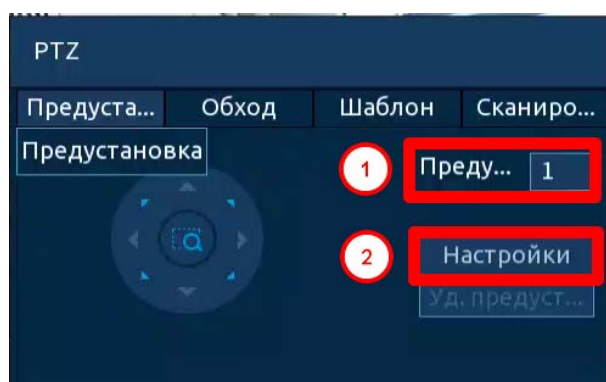 PTZ
Предуста... Обход Шаблон Сканиро...
Предустановка
1 Преду... 1
2 Настройки
Уд. предуст...